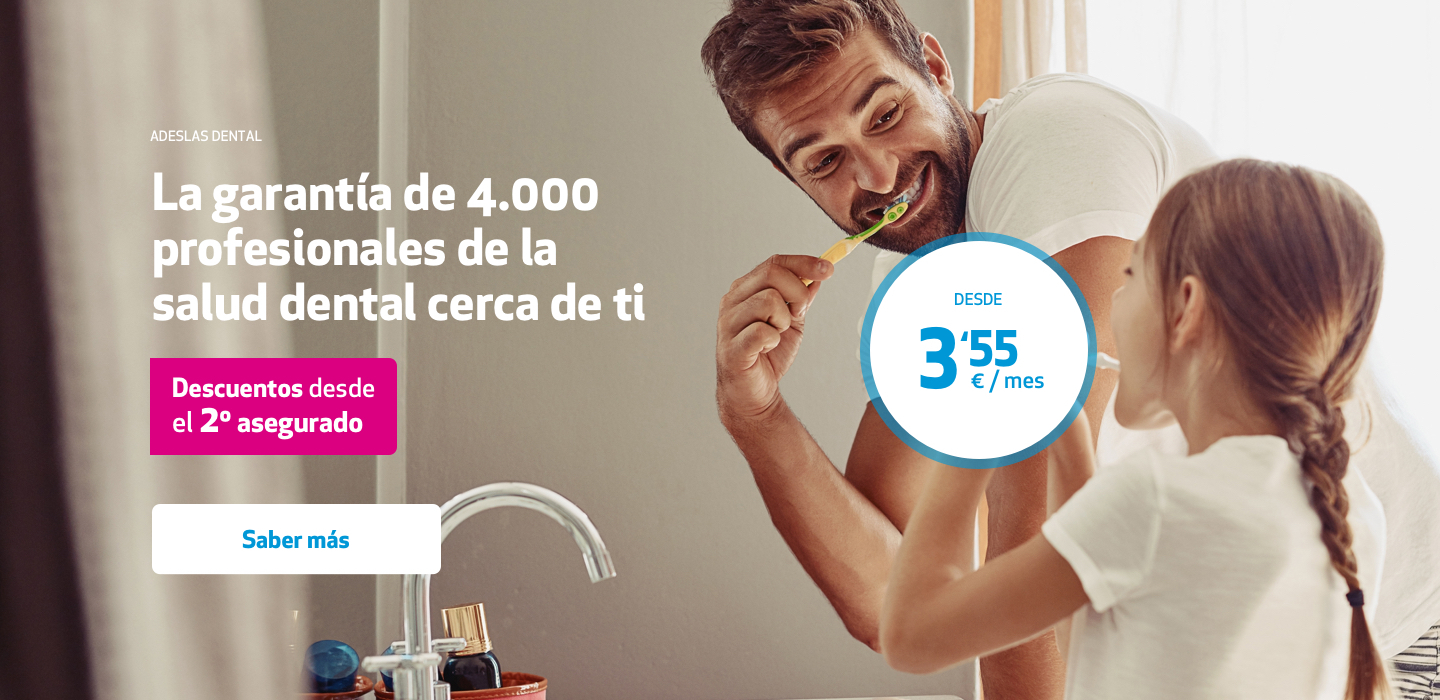 ADESLAS DENTAL
La garantía de 4.000
profesionales de la
salud dental cerca de ti
Descuentos desde
el 2º asegurado
Saber más
DESDE
3‘55
€ / mes